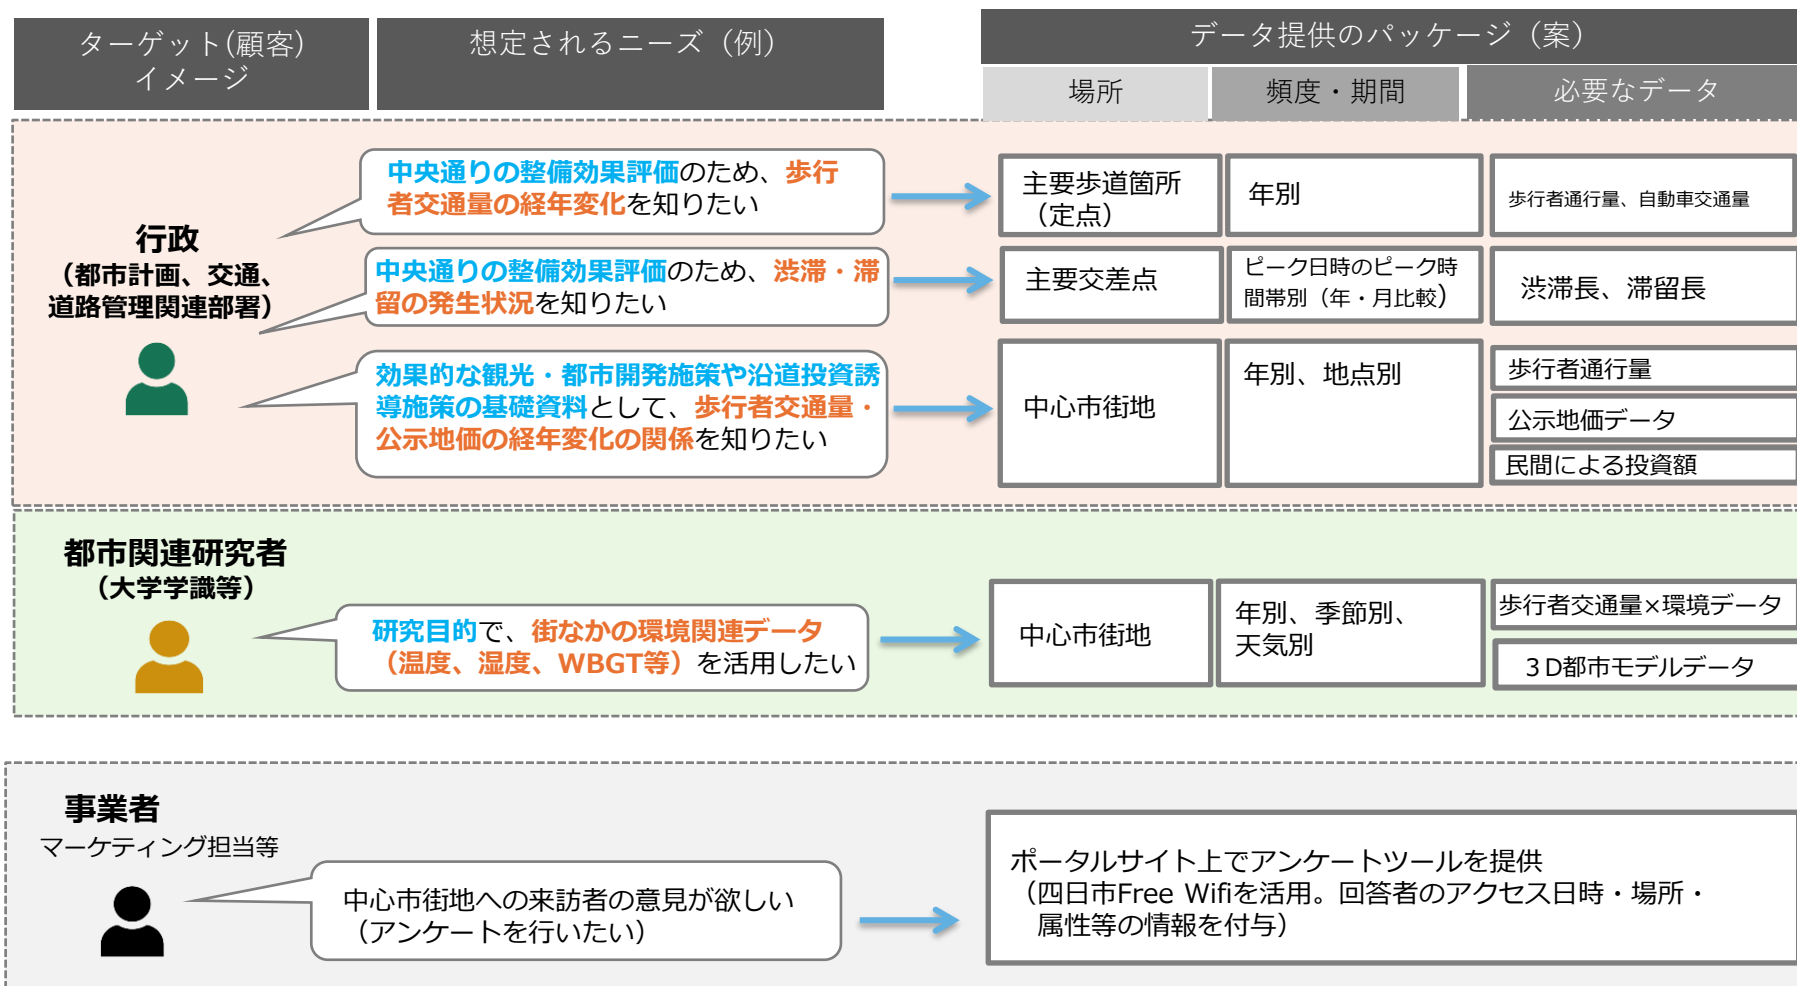 ターゲット(顧客)
イメージ
想定されるニーズ（例）
データ提供のパッケージ（案）
場所
頻度・期間
必要なデータ
行政
（都市計画、交通、
道路管理関連部署）
中央通りの整備効果評価のため、歩行
者交通量の経年変化を知りたい
主要歩道箇所
（定点）
年別
歩行者通行量、自動車交通量
中央通りの整備効果評価のため、渋滞・滞
留の発生状況を知りたい
主要交差点
ピーク日時のピーク時
間帯別（年・月比較）
渋滞長、滞留長
効果的な観光・都市開発施策や沿道投資誘
導施策の基礎資料として、歩行者交通量・
公示地価の経年変化の関係を知りたい
中心市街地
年別、地点別
歩行者通行量
公示地価データ
民間による投資額
都市関連研究者
（大学学識等）
研究目的で、街なかの環境関連データ
（温度、湿度、WBGT等）を活用したい
中心市街地
年別、季節別、
天気別
歩行者交通量×環境データ
３D都市モデルデータ
事業者
マーケティング担当等
中心市街地への来訪者の意見が欲しい
（アンケートを行いたい）
ポータルサイト上でアンケートツールを提供
（四日市Free Wifiを活用。回答者のアクセス日時・場所・
属性等の情報を付与）